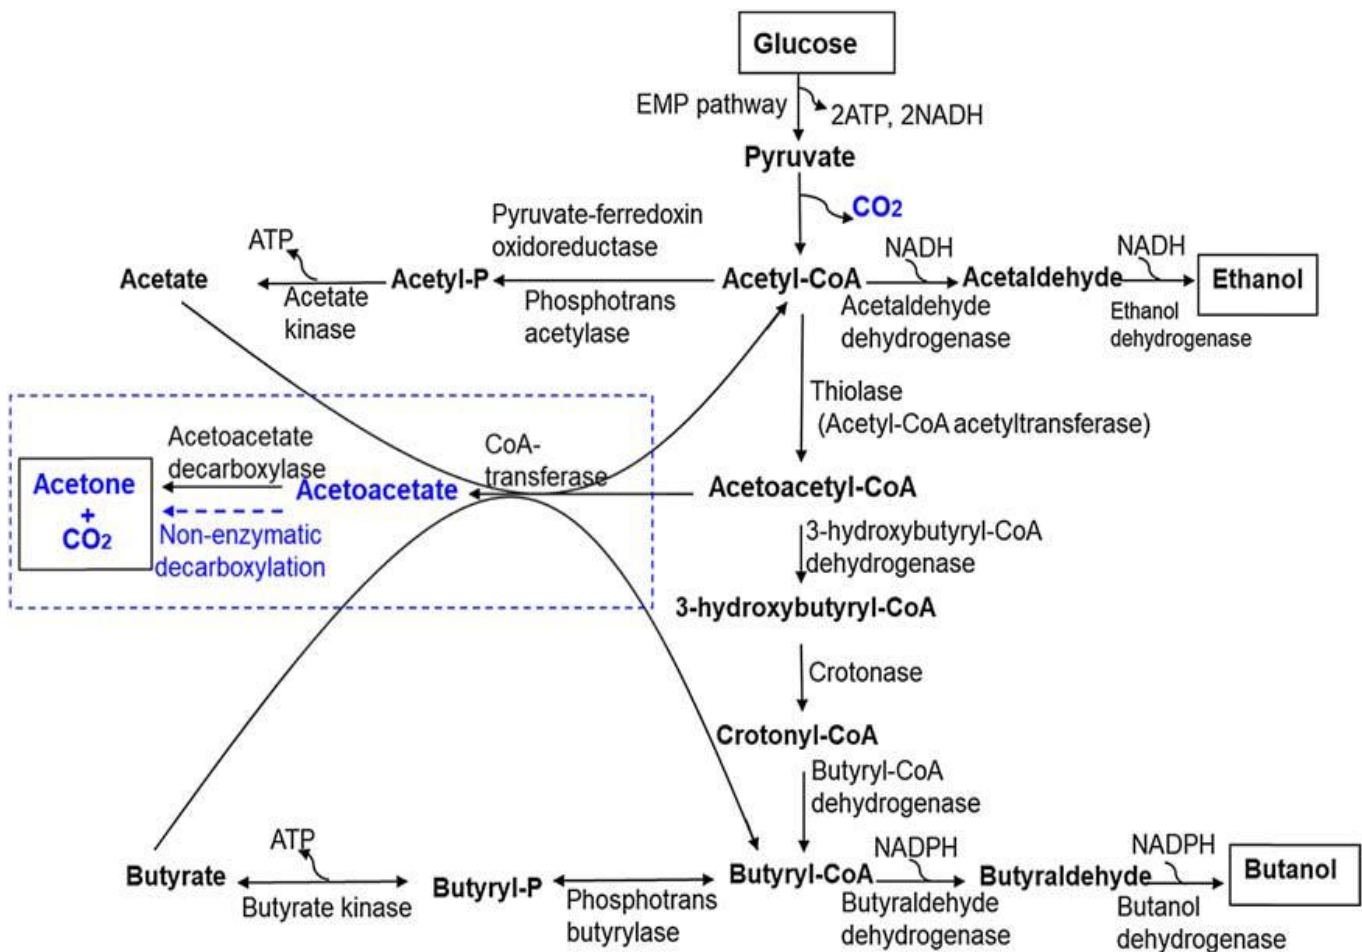 Glucose
EMP pathway
2ATP, 2NADH
Pyruvate
CO2
Pyruvate-ferredoxin
oxidoreductase
ATP
NADH
NADH
Acetate
Acetyl-P
Acetyl-CoA
Acetaldehyde
Ethanol
Acetate
kinase
Phosphotrans
acetylase
Acetaldehyde
dehydrogenase
Ethanol
dehydrogenase
Thiolase
(Acetyl-CoA acetyltransferase)
Acetoacetate
decarboxylase
CoA-
transferase
Acetone
+
CO2
Acetoacetate
Acetoacetyl-CoA
Non-enzymatic
decarboxylation
3-hydroxybutyryl-CoA
dehydrogenase
3-hydroxybutyryl-CoA
Crotonase
Crotonyl-CoA
Butyryl-CoA
dehydrogenase
ATP
NADPH
NADPH
Butyrate
Butyryl-P
Butyryl-CoA
Butyraldehyde
Butanol
Butyrate kinase
Phosphotrans
butyrylase
Butyraldehyde
dehydrogenase
Butanol
dehydrogenase